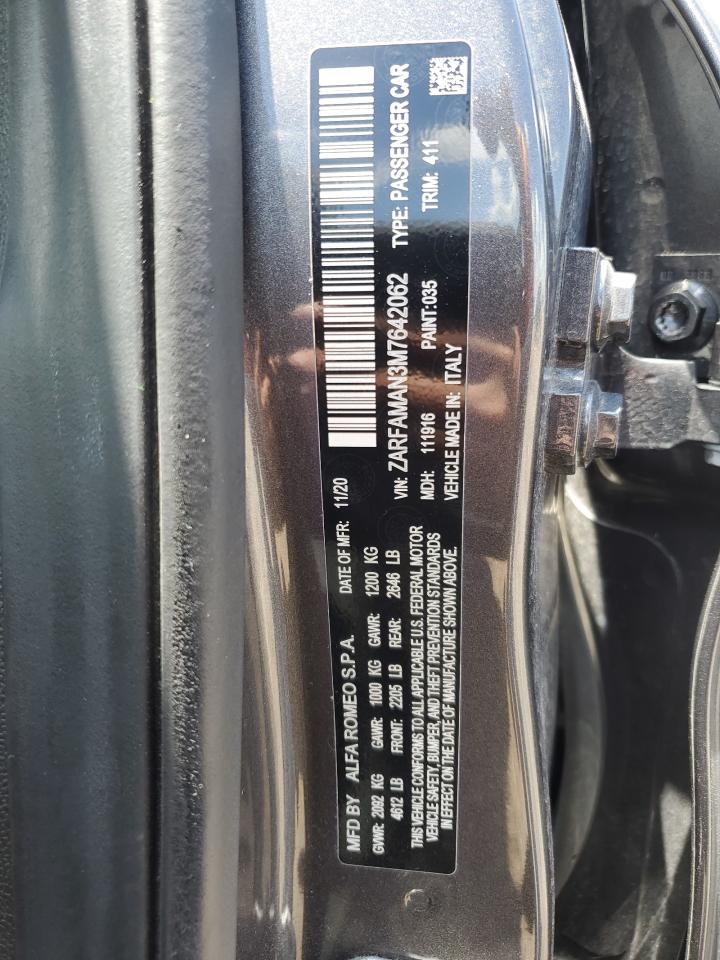 MFD BY ALFA ROMEO S.P.A. DATE OF MFR: 11/20
GVWR: 2092 KG GAWR: 1000 KG GAWR: 1200 KG
4612 LB FRONT: 2205 LB REAR: 2646 LB
THIS VEHICLE CONFORMS TO ALL APPLICABLE U.S. FEDERAL MOTOR
VEHICLE SAFETY, BUMPER, AND THEFT PREVENTION STANDARDS
IN EFFECT ON THE DATE OF MANUFACTURE SHOWN ABOVE.
VIN: ZARFAMAN3M7642062 TYPE: PASSENGER CAR
MDH: 111916 PAINT:035 TRIM: 411
VEHICLE MADE IN: ITALY